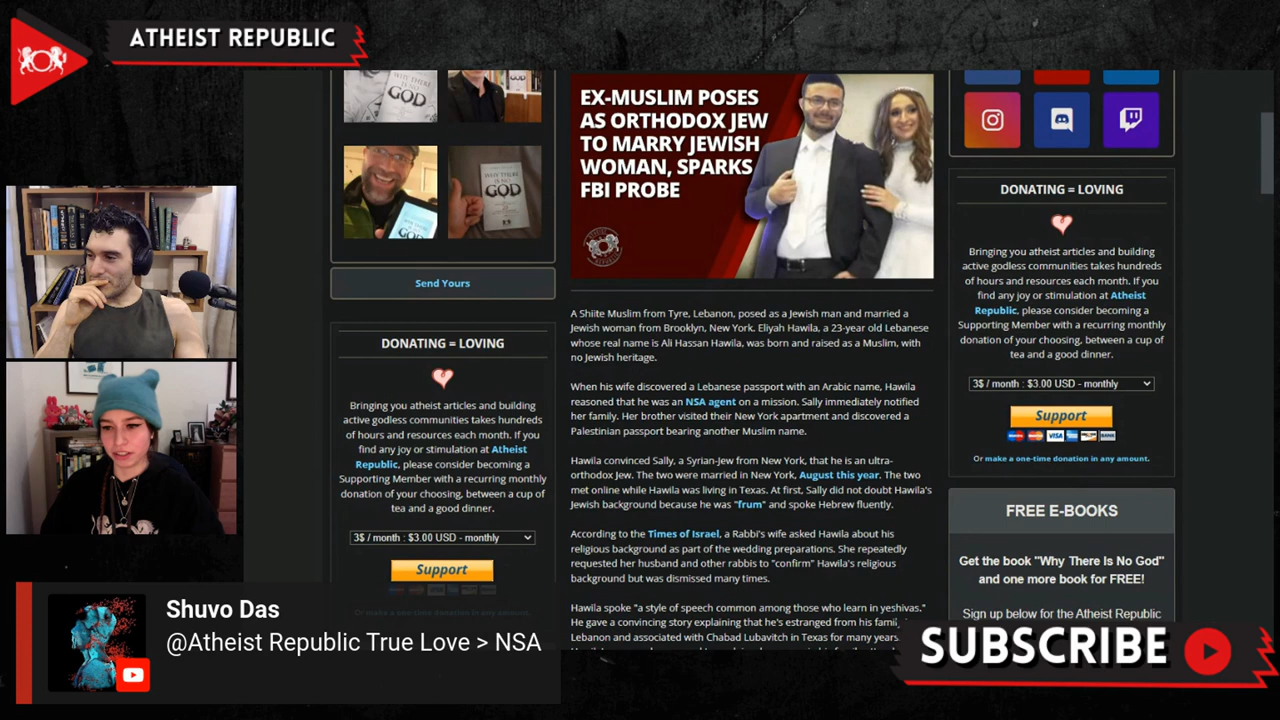 ATHEIST REPUBLIC
WHY THERE
IS NO
GOD
Send Yours
DONATING = LOVING
Bringing you atheist articles and building
active godless communities takes hundreds
of hours and resources each month. If you
find any joy or stimulation at Atheist
Republic, please consider becoming a
Supporting Member with a recurring monthly
donation of your choosing, between a cup of
tea and a good dinner.
3$ / month : $3.00 USD - monthly
Support
Or make a one-time donation in any amount.
EX-MUSLIM POSES
AS ORTHODOX JEW
TO MARRY JEWISH
WOMAN, SPARKS
FBI PROBE
A Shiite Muslim from Tyre, Lebanon, posed as a Jewish man and married a
Jewish woman from Brooklyn, New York. Eliyah Hawila, a 23-year old Lebanese
whose real name is Ali Hassan Hawila, was born and raised as a Muslim, with
no Jewish heritage.
When his wife discovered a Lebanese passport with an Arabic name, Hawila
reasoned that he was an NSA agent on a mission. Sally immediately notified
her family. Her brother visited their New York apartment and discovered a
Palestinian passport bearing another Muslim name.
Hawila convinced Sally, a Syrian-Jew from New York, that he is an ultra-
orthodox Jew. The two were married in New York, August this year. The two
met online while Hawila was living in Texas. At first, Sally did not doubt Hawila's
Jewish background because he was "frum" and spoke Hebrew fluently.
According to the Times of Israel, a Rabbi's wife asked Hawila about his
religious background as part of the wedding preparations. She repeatedly
requested her husband and other rabbis to "confirm" Hawila's religious
background but was dismissed many times.
Hawila spoke "a style of speech common among those who learn in yeshivas."
He gave a convincing story explaining that he's estranged from his
Lebanon and associated with Chabad Lubavitch in Texas for many years.
DONATING = LOVING
Bringing you atheist articles and building
active godless communities takes hundreds
of hours and resources each month. If you
find any joy or stimulation at Atheist
Republic, please consider becoming a
Supporting Member with a recurring monthly
donation of your choosing, between a cup of
tea and a good dinner.
3$ / month : $3.00 USD - monthly
Support
VISA
BANK
Or make a one-time donation in any amount.
FREE E-BOOKS
Get the book "Why There Is No God"
and one more book for FREE!
Sign up below for the Atheist Republic
Shuvo Das
@Atheist Republic True Love > NSA
SUBSCRIBE